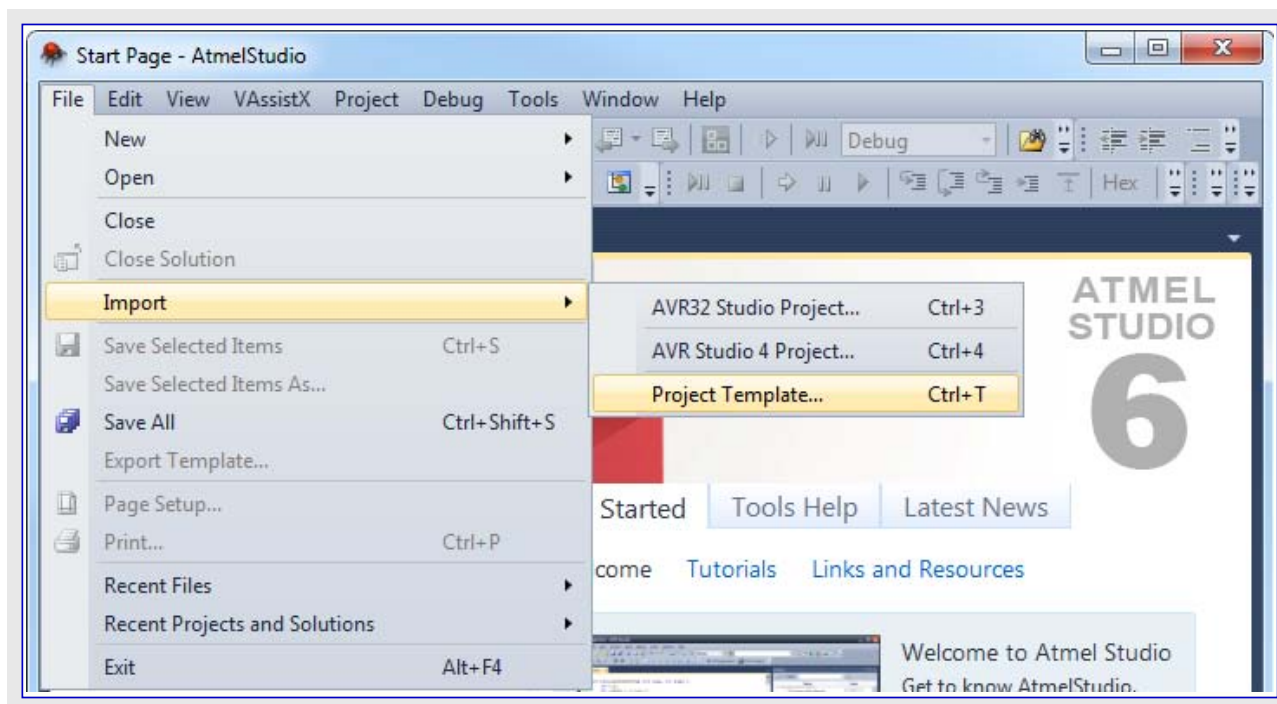 Start Page - AtmelStudio
File Edit View VAssistX Project Debug Tools Window Help
New
Open
Close
Close Solution
Import
Save Selected Items Ctrl+S
Save Selected Items As...
Save All Ctrl+Shift+S
Export Template...
Page Setup...
Print... Ctrl+P
Recent Files
Recent Projects and Solutions
Exit Alt+F4
Debug
Hex
AVR32 Studio Project... Ctrl+3
AVR Studio 4 Project... Ctrl+4
Project Template... Ctrl+T
ATMEL
STUDIO
6
Started Tools Help Latest News
come Tutorials Links and Resources
Welcome to Atmel Studio
Get to know AtmelStudio.